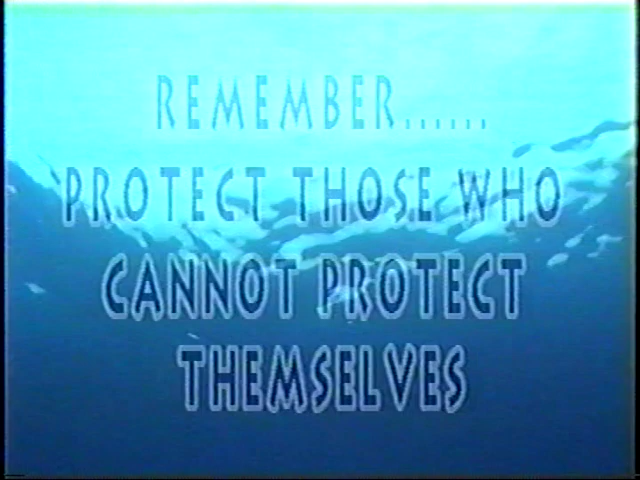 REMEMBER......
PROTECT THOSE WHO
CANNOT PROTECT
THEMSELVES